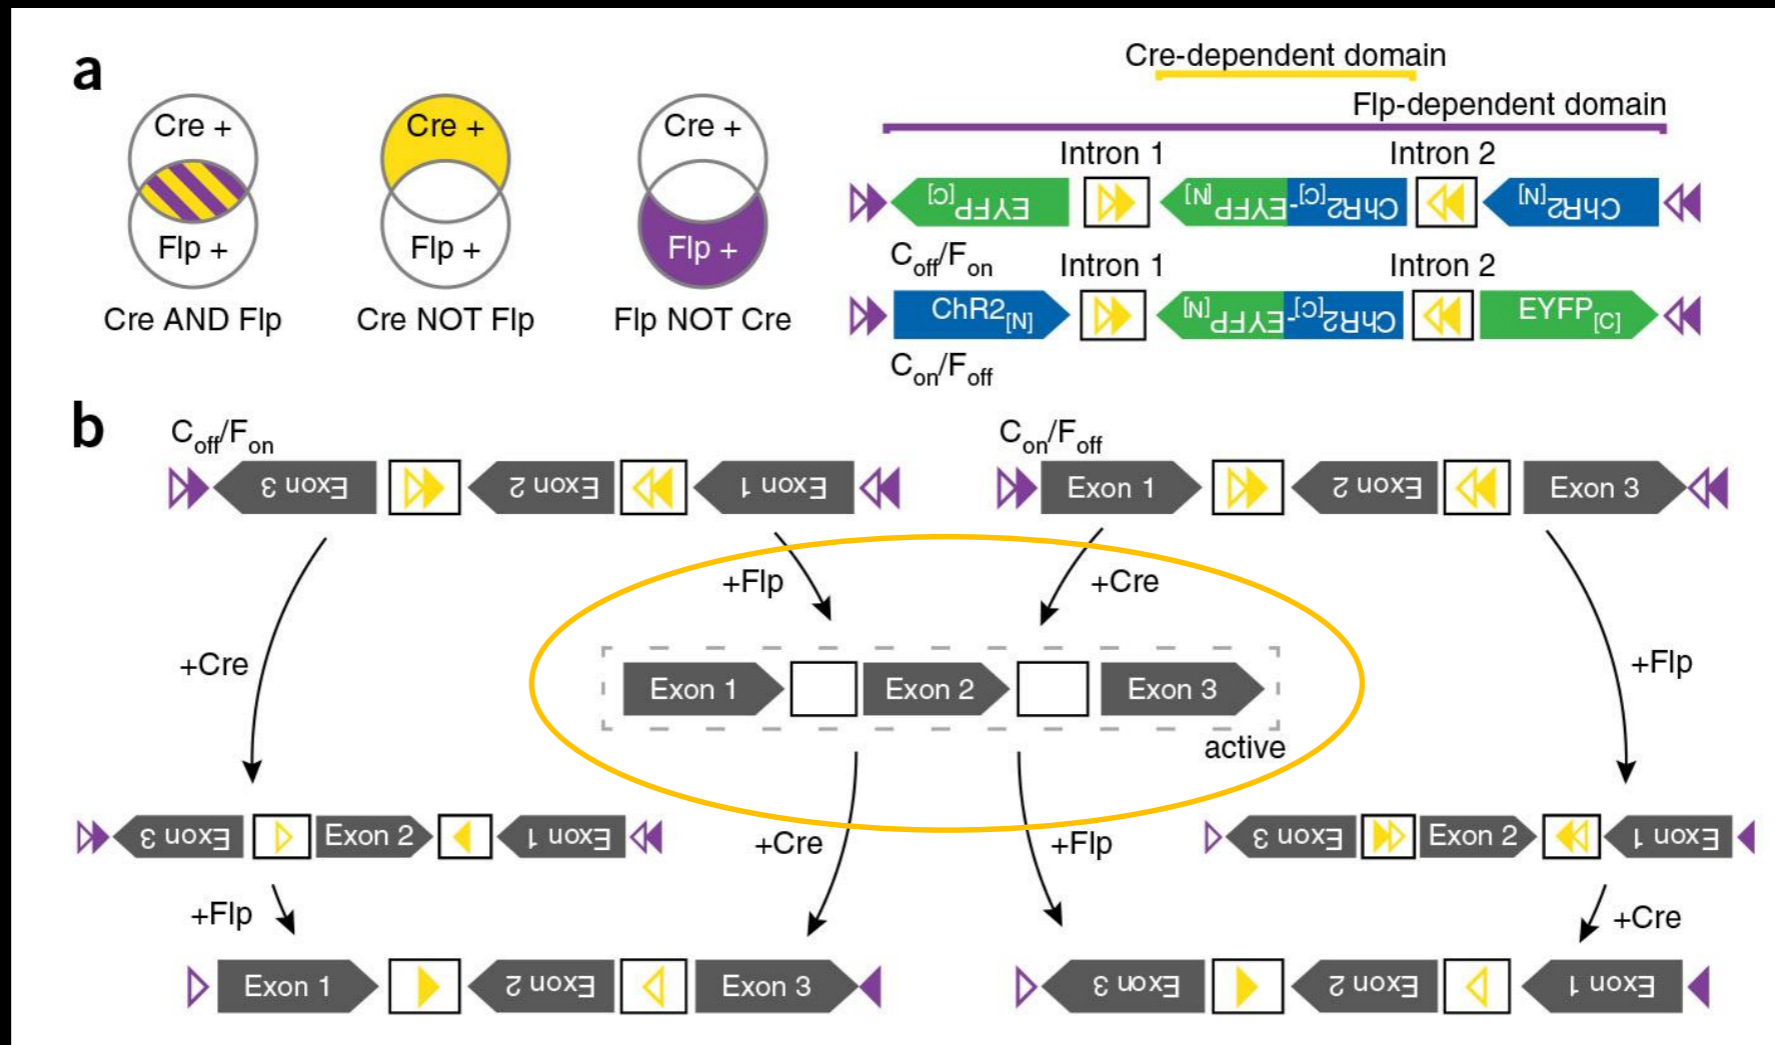 a
Cre +
Flp +
Cre AND Flp
Cre +
Flp +
Cre NOT Flp
Cre +
Flp +
Flp NOT Cre
Cre-dependent domain
Flp-dependent domain
Intron 1 Intron 2
EYFP[C] EYFP[N] -ChR2[C] ChR2[N]
Coff/Fon
Intron 1 Intron 2
ChR2[N] EYFP[N] -ChR2[C] EYFP[C]
Con/Foff
b
Coff/Fon
Exon 3 Exon 2 Exon 1
Con/Foff
Exon 1 Exon 2 Exon 3
+Flp +Cre
+Cre
+Flp
Exon 1 Exon 2 Exon 3
active
Exon 3 Exon 2 Exon 1
+Cre +Flp
Exon 3 Exon 2 Exon 1
+Flp
+Cre
Exon 1 Exon 2 Exon 3
Exon 3 Exon 2 Exon 1